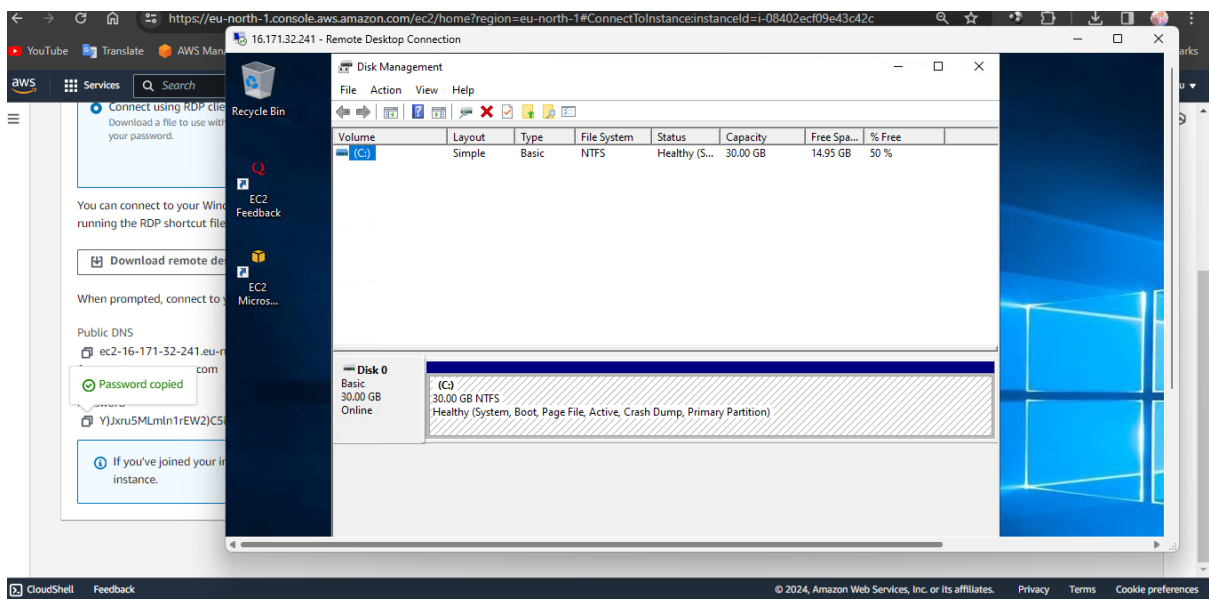 https://eu-north-1.console.aws.amazon.com/ec2/home?region=eu-north-1#ConnectToInstance:instanceId=i-08402ecf09e43c42c
YouTube Translate AWS Man
arks
16.171.32.241 - Remote Desktop Connection
aws Services Search
u
Connect using RDP clie
Download a file to use with
your password.
You can connect to your Wind
running the RDP shortcut file
Download remote de
When prompted, connect to y
Public DNS
ec2-16-171-32-241.eu-n
com
Password copied
If you've joined your in
instance.
Recycle Bin
EC2
Feedback
EC2
Micros...
Disk Management
File Action View Help
Volume Layout Type File System Status Capacity Free Spa... % Free
(C:) Simple Basic NTFS Healthy (S... 30.00 GB 14.95 GB 50 %
Disk 0
Basic
30.00 GB
Online
(C:)
30.00 GB NTFS
Healthy (System, Boot, Page File, Active, Crash Dump, Primary Partition)
CloudShell Feedback © 2024, Amazon Web Services, Inc. or its affiliates. Privacy Terms Cookie preferences